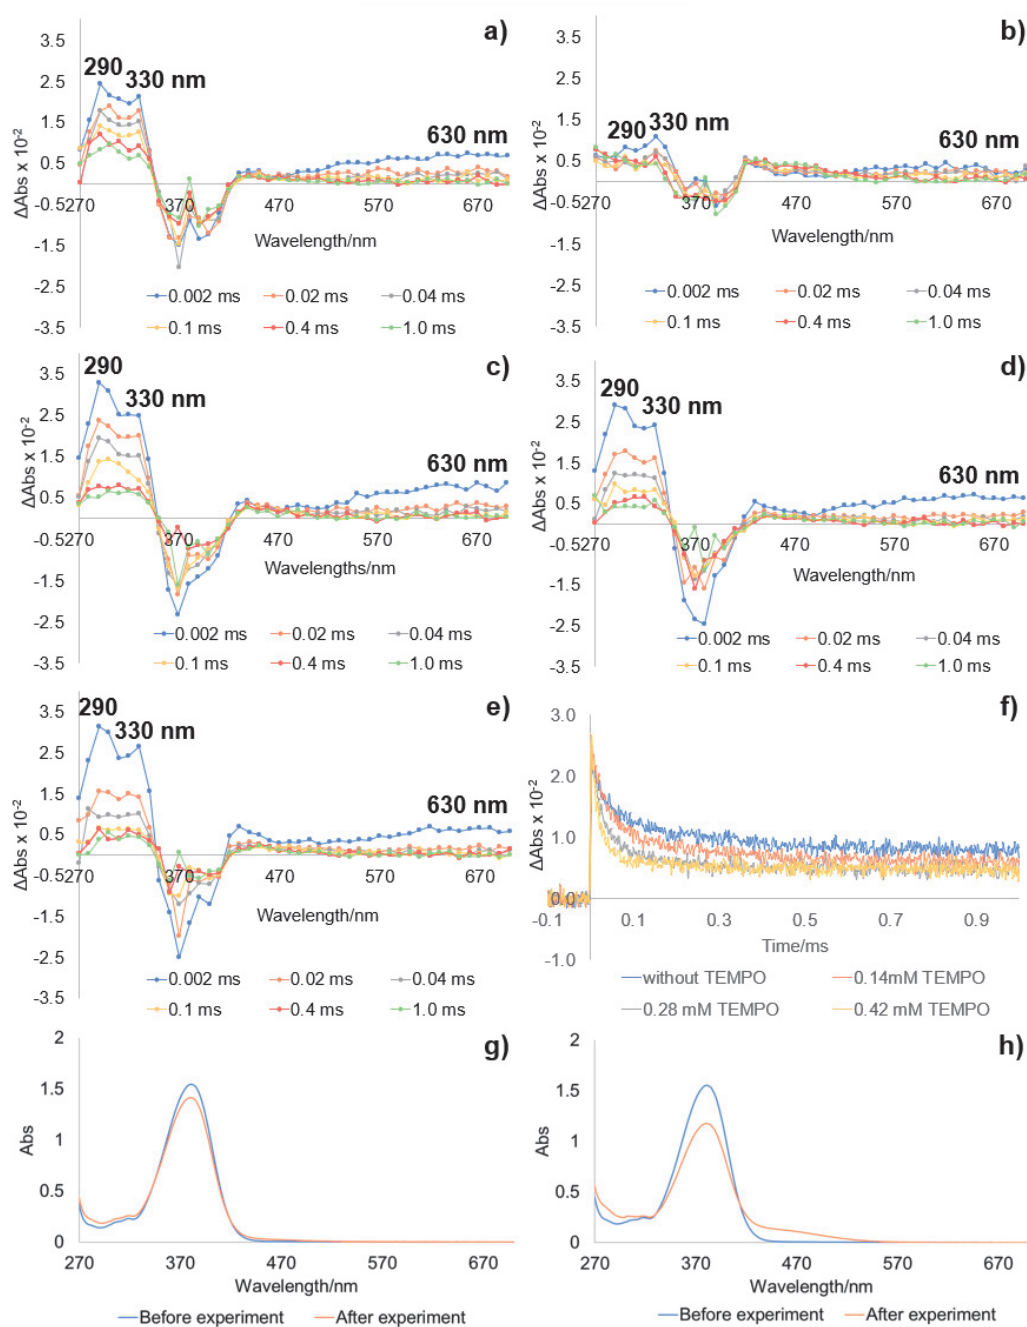 a)
3.5
2.5
1.5
0.5
-0.5
-1.5
-2.5
-3.5
ΔAbs x 10-2
290
330 nm
630 nm
270 370 470 570 670
Wavelength/nm
0.002 ms 0.02 ms 0.04 ms
0.1 ms 0.4 ms 1.0 ms
b)
3.5
2.5
1.5
0.5
-0.5
-1.5
-2.5
-3.5
ΔAbs x 10-2
290
330 nm
630 nm
270 370 470 570 670
Wavelength/nm
0.002 ms 0.02 ms 0.04 ms
0.1 ms 0.4 ms 1.0 ms
c)
3.5
2.5
1.5
0.5
-0.5
-1.5
-2.5
-3.5
ΔAbs x 10-2
290
330 nm
630 nm
270 370 470 570 670
Wavelengths/nm
0.002 ms 0.02 ms 0.04 ms
0.1 ms 0.4 ms 1.0 ms
d)
3.5
2.5
1.5
0.5
-0.5
-1.5
-2.5
-3.5
ΔAbs x 10-2
290
330 nm
630 nm
270 370 470 570 670
Wavelength/nm
0.002 ms 0.02 ms 0.04 ms
0.1 ms 0.4 ms 1.0 ms
e)
3.5
2.5
1.5
0.5
-0.5
-1.5
-2.5
-3.5
ΔAbs x 10-2
290
330 nm
630 nm
270 370 470 570 670
Wavelength/nm
0.002 ms 0.02 ms 0.04 ms
0.1 ms 0.4 ms 1.0 ms
f)
3.0
2.0
1.0
0.0
-1.0
ΔAbs x 10-2
-0.1 0.1 0.3 0.5 0.7 0.9
Time/ms
without TEMPO 0.14mM TEMPO
0.28 mM TEMPO 0.42 mM TEMPO
g)
2
1.5
1
0.5
0
Abs
270 370 470 570 670
Wavelength/nm
Before experiment After experiment
h)
2
1.5
1
0.5
0
Abs
270 370 470 570 670
Wavelength/nm
Before experiment After experiment